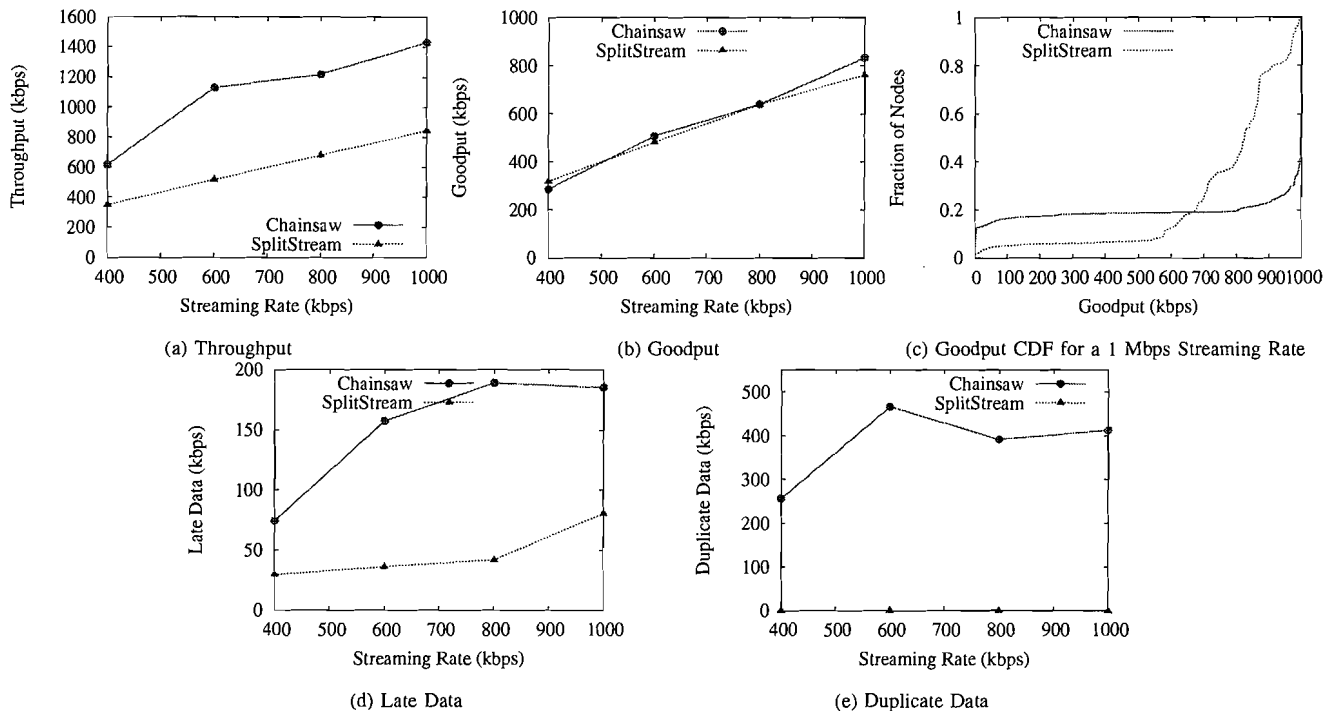 Throughput (kbps)
1600
1400
1200
1000
800
600
400
200
0
Chainsaw
SplitStream
400 500 600 700 800 900 1000
Streaming Rate (kbps)
(a) Throughput
Goodput (kbps)
1000
800
600
400
200
0
Chainsaw
SplitStream
400 500 600 700 800 900 1000
Streaming Rate (kbps)
(b) Goodput
Fraction of Nodes
1
0.8
0.6
0.4
0.2
0
Chainsaw
SplitStream
0 100 200 300 400 500 600 700 800 900 1000
Goodput (kbps)
(c) Goodput CDF for a 1 Mbps Streaming Rate
Late Data (kbps)
200
150
100
50
0
Chainsaw
SplitStream
400 500 600 700 800 900 1000
Streaming Rate (kbps)
(d) Late Data
Duplicate Data (kbps)
500
400
300
200
100
0
Chainsaw
SplitStream
400 500 600 700 800 900 1000
Streaming Rate (kbps)
(e) Duplicate Data